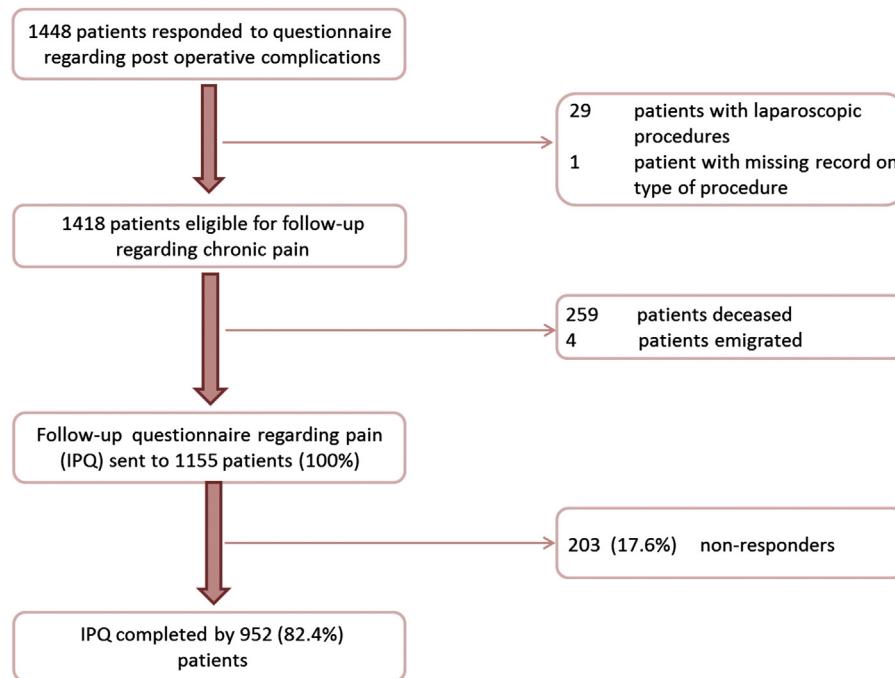 1448 patients responded to questionnaire
regarding post operative complications
29 patients with laparoscopic
procedures
1 patient with missing record on
type of procedure
1418 patients eligible for follow-up
regarding chronic pain
259 patients deceased
4 patients emigrated
Follow-up questionnaire regarding pain
(IPQ) sent to 1155 patients (100%)
203 (17.6%) non-responders
IPQ completed by 952 (82.4%)
patients